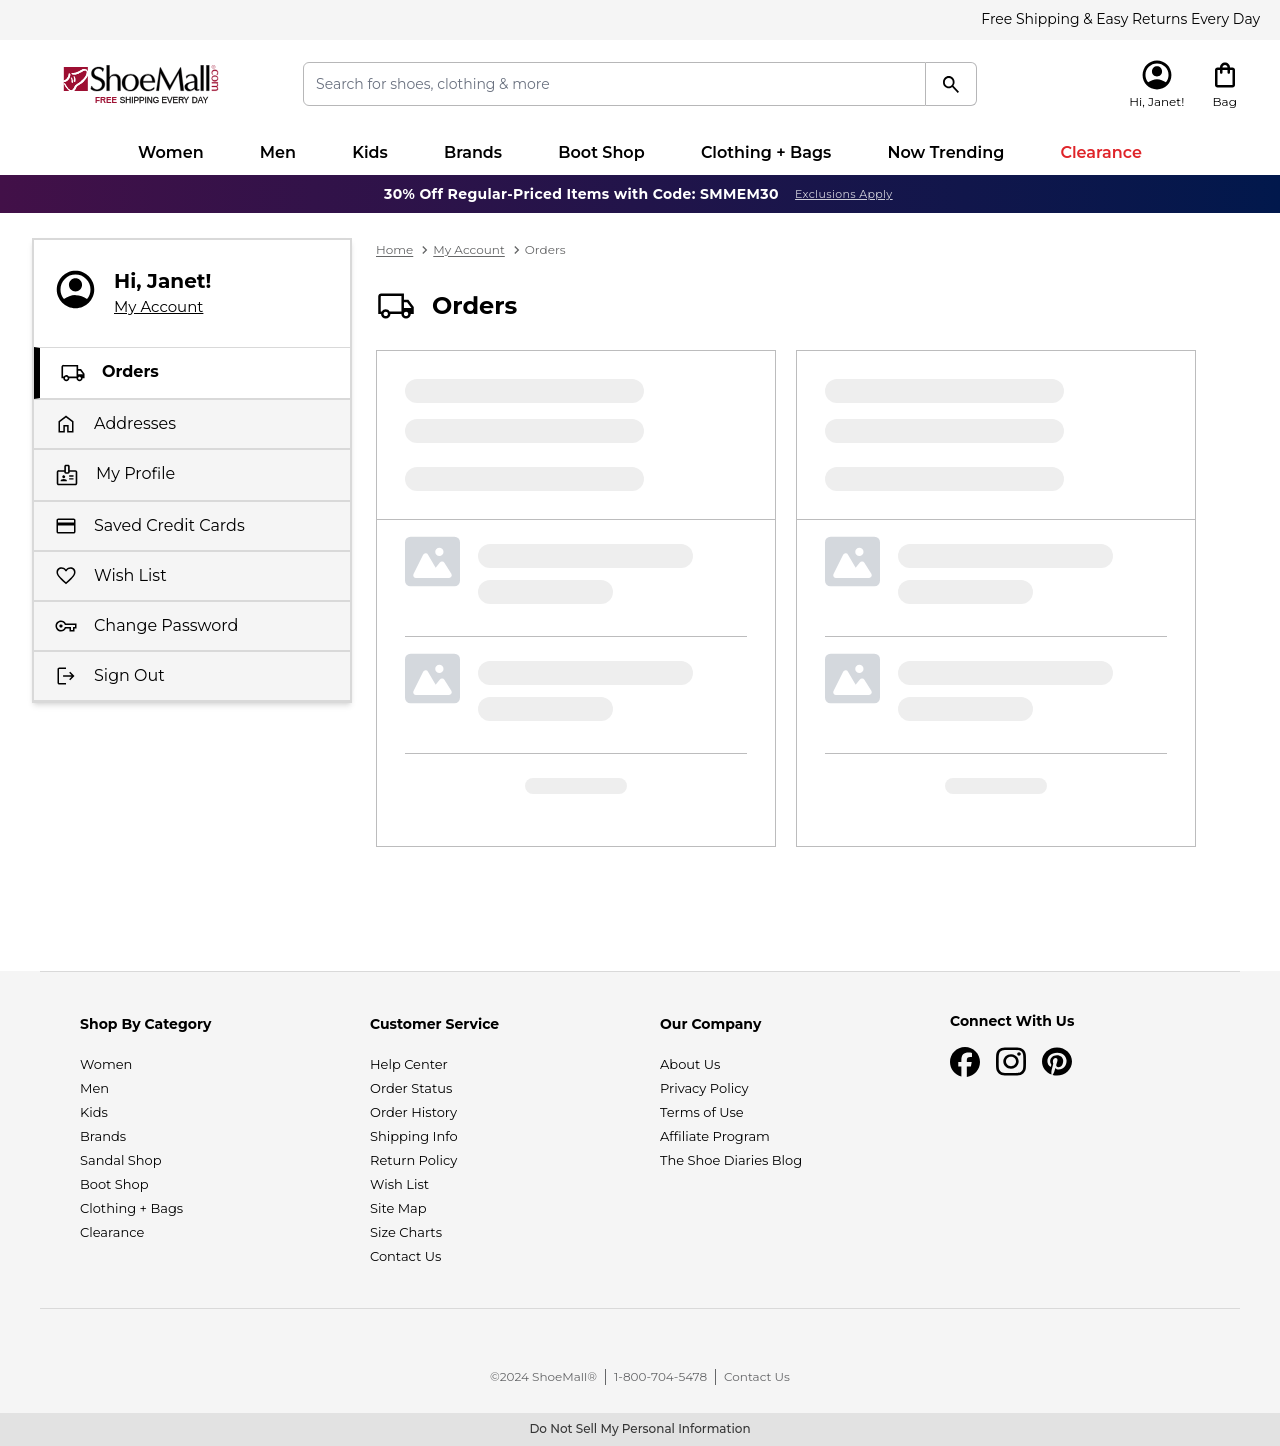 Free Shipping & Easy Returns Every Day
ShoeMall.com
FREE SHIPPING EVERY DAY
Search for shoes, clothing & more
Hi, Janet!
Bag
Women
Men
Kids
Brands
Boot Shop
Clothing + Bags
Now Trending
Clearance
30% Off Regular-Priced Items with Code: SMMEM30 Exclusions Apply
Hi, Janet!
My Account
Orders
Addresses
My Profile
Saved Credit Cards
Wish List
Change Password
Sign Out
Home > My Account > Orders
Orders
Shop By Category
Women
Men
Kids
Brands
Sandal Shop
Boot Shop
Clothing + Bags
Clearance
Customer Service
Help Center
Order Status
Order History
Shipping Info
Return Policy
Wish List
Site Map
Size Charts
Contact Us
Our Company
About Us
Privacy Policy
Terms of Use
Affiliate Program
The Shoe Diaries Blog
Connect With Us
©2024 ShoeMall® | 1-800-704-5478 | Contact Us
Do Not Sell My Personal Information